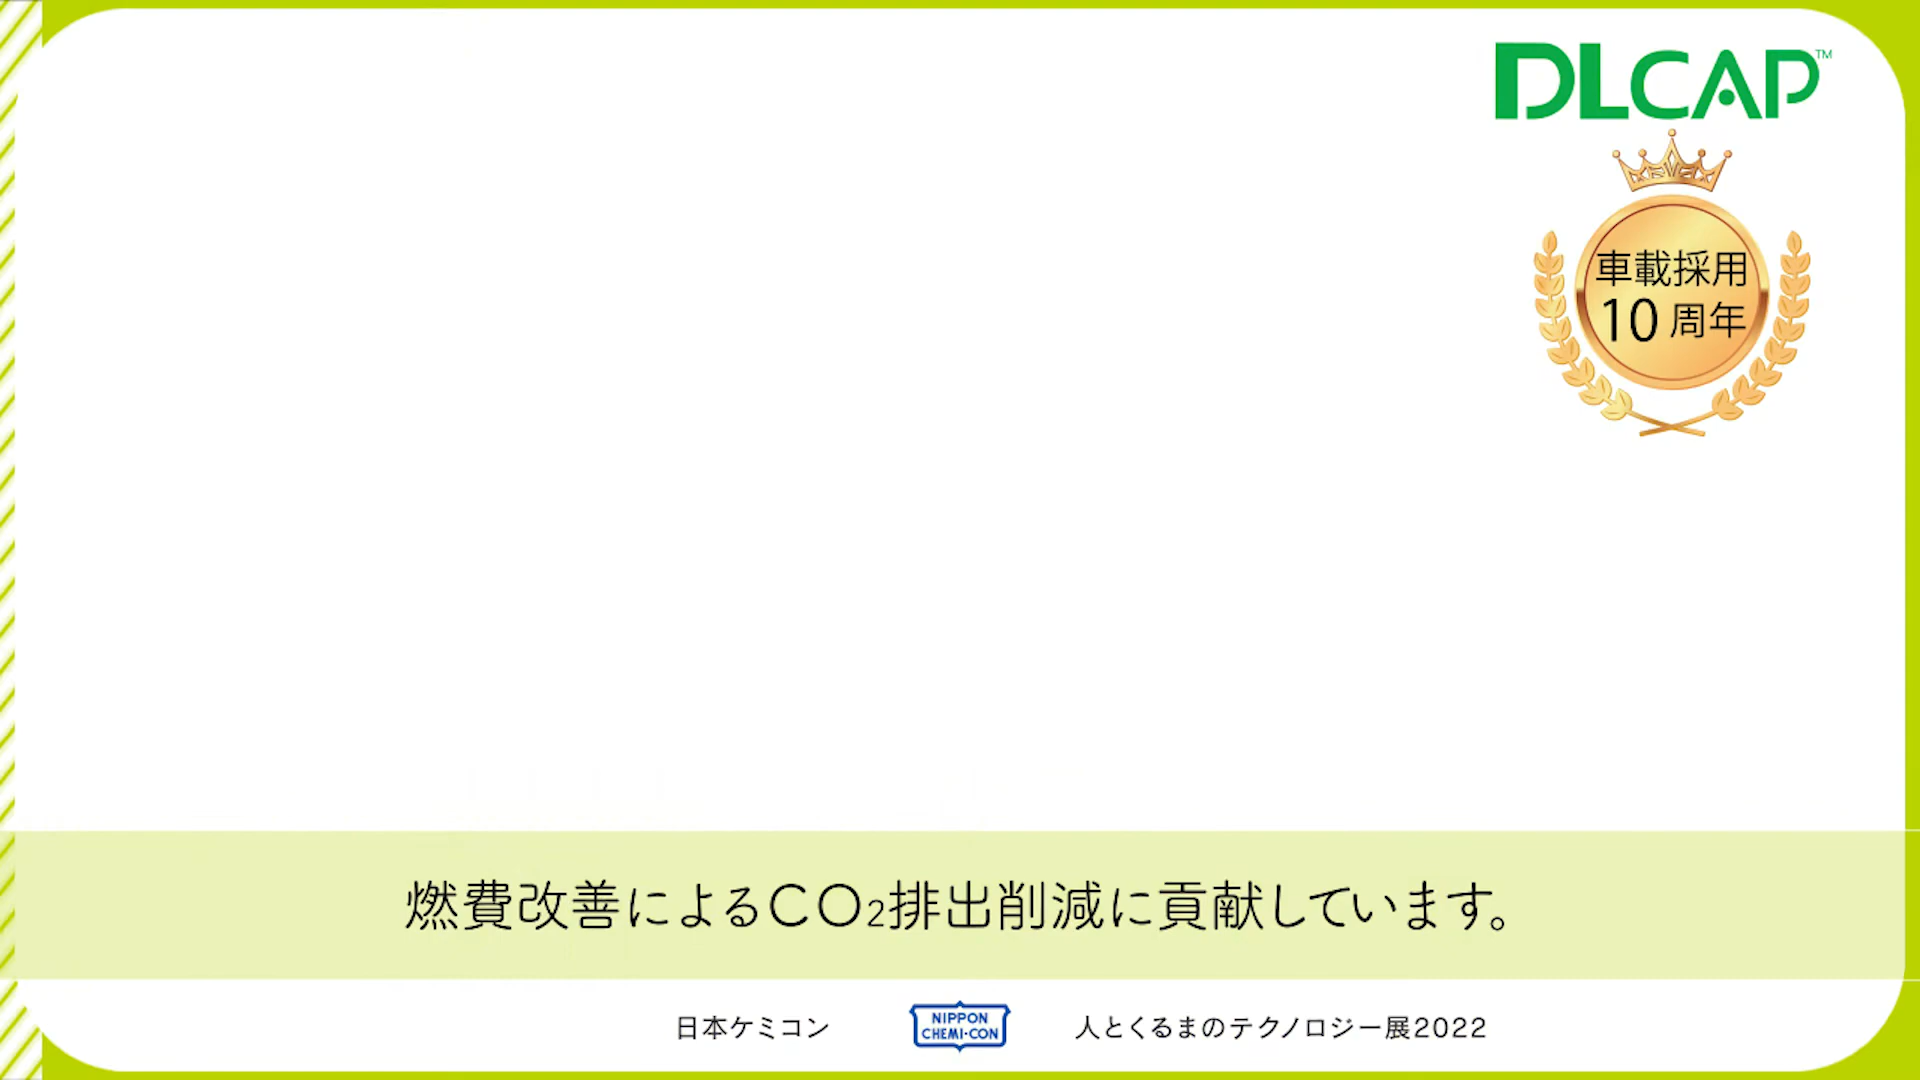 DLCAP™
車載採用
10周年
燃費改善によるCO₂排出削減に貢献しています。
日本ケミコン
NIPPON
CHEMI-CON
人とくるまのテクノロジー展2022